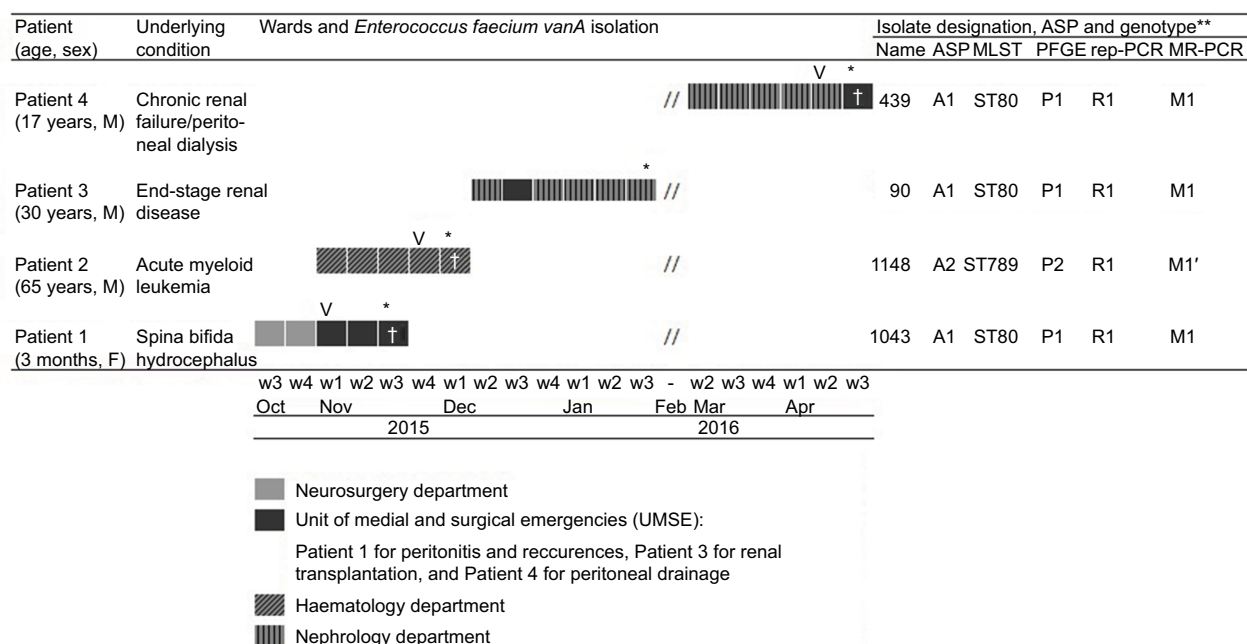 Patient Underlying Wards and Enterococcus faecium vanA isolation Isolate designation, ASP and genotype**
(age, sex) condition Name ASP MLST PFGE rep-PCR MR-PCR
V *
Patient 4 Chronic renal // † 439 A1 ST80 P1 R1 M1
(17 years, M) failure/perito-
neal dialysis
*
Patient 3 End-stage renal // 90 A1 ST80 P1 R1 M1
(30 years, M) disease
V *
Patient 2 Acute myeloid † // 1148 A2 ST789 P2 R1 M1′
(65 years, M) leukemia
V *
Patient 1 Spina bifida † // 1043 A1 ST80 P1 R1 M1
(3 months, F) hydrocephalus
w3 w4 w1 w2 w3 w4 w1 w2 w3 w4 w1 w2 w3 - w2 w3 w4 w1 w2 w3
Oct Nov Dec Jan Feb Mar Apr
2015 2016
Neurosurgery department
Unit of medial and surgical emergencies (UMSE):
Patient 1 for peritonitis and reccurences, Patient 3 for renal
transplantation, and Patient 4 for peritoneal drainage
Haematology department
Nephrology department